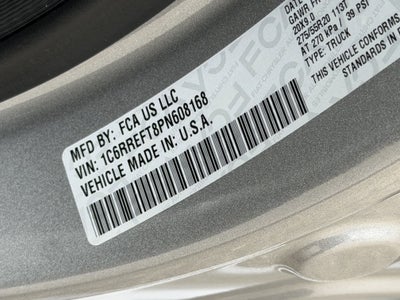 MFD BY: FCA US LLC
VIN: 1C6RREFT8PN608168
VEHICLE MADE IN: U.S.A.
20X9.0
275/55R20 113T
AT 270 kPa / 39 PSI
TYPE: TRUCK
THIS VEHICLE CONFORMS
STANDARDS IN